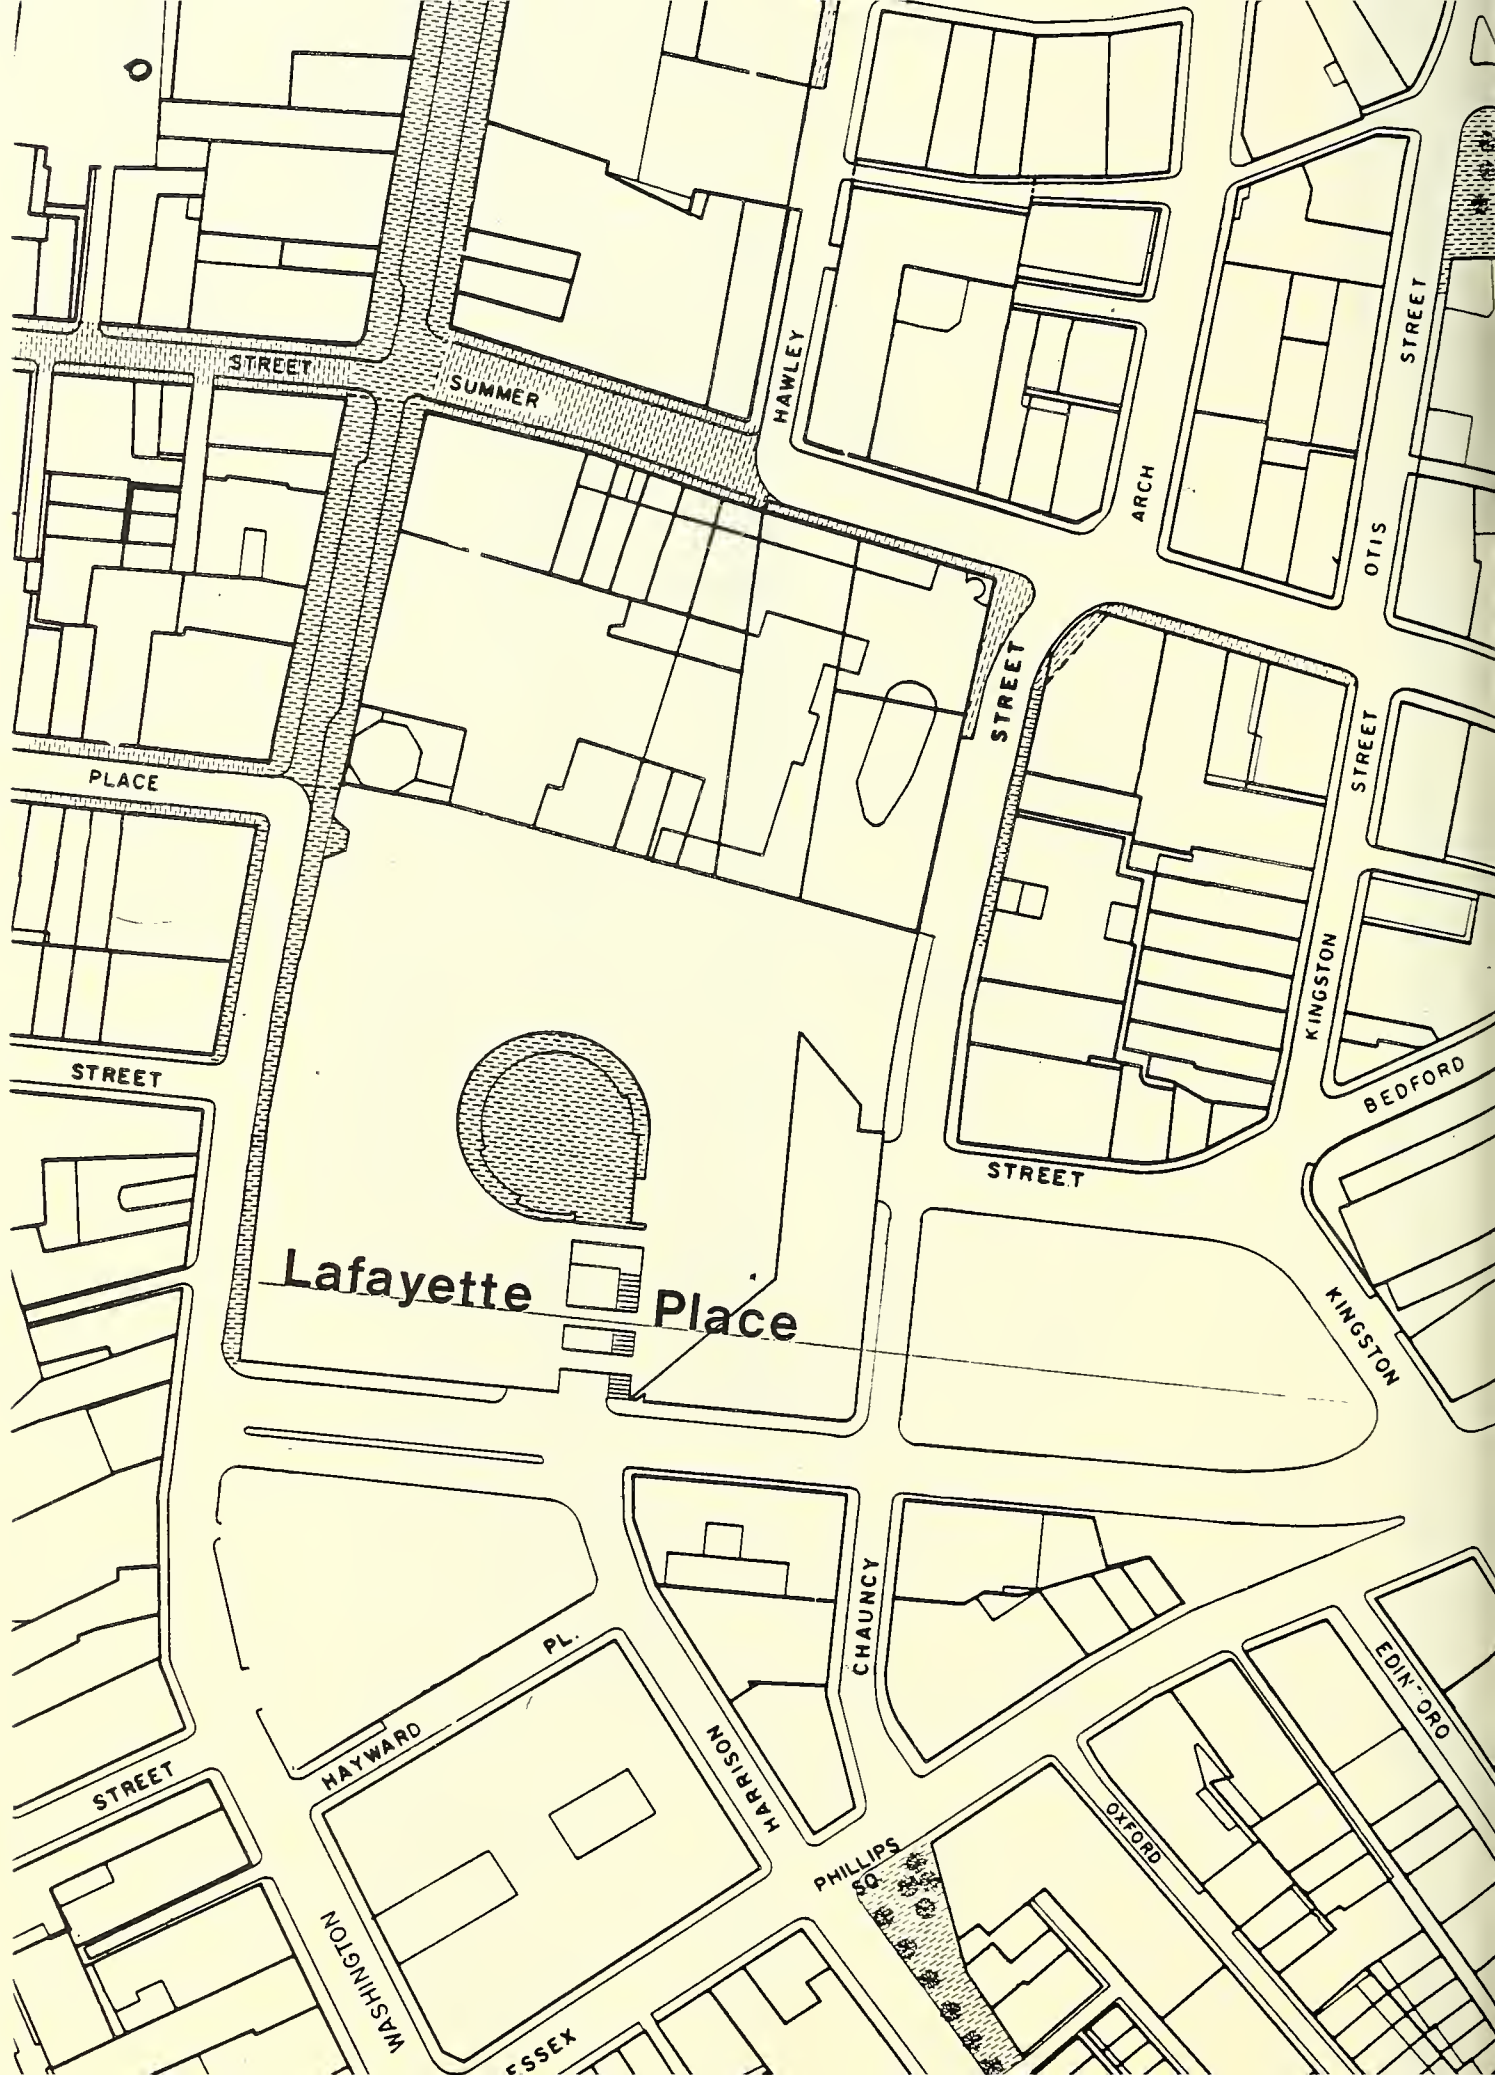 STREET
STREET
SUMMER
HAWLEY
ARCH
OTIS
STREET
STREET
PLACE
STREET
KINGSTON
BEDFORD
STREET
STREET
Lafayette Place
KINGSTON
CHAUNCY
PL.
HAYWARD
HARRISON
STREET
OXFORD
PHILLIPS
SQ.
WASHINGTON
ESSEX